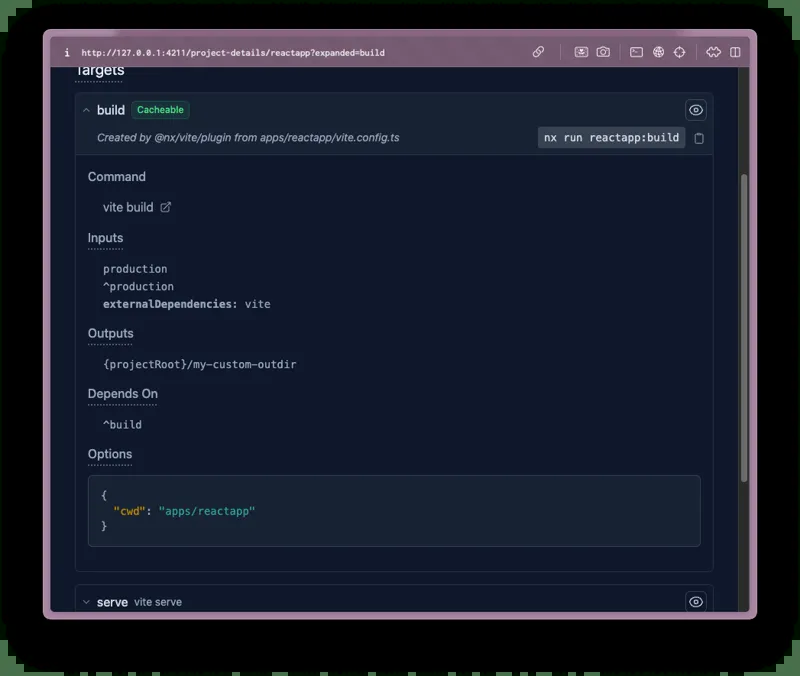 i http://127.0.0.1:4211/project-details/reactapp?expanded=build
Targets
build Cacheable
Created by @nx/vite/plugin from apps/reactapp/vite.config.ts nx run reactapp:build
Command
vite build
Inputs
production
^production
externalDependencies: vite
Outputs
{projectRoot}/my-custom-outdir
Depends On
^build
Options
{
"cwd": "apps/reactapp"
}
serve vite serve